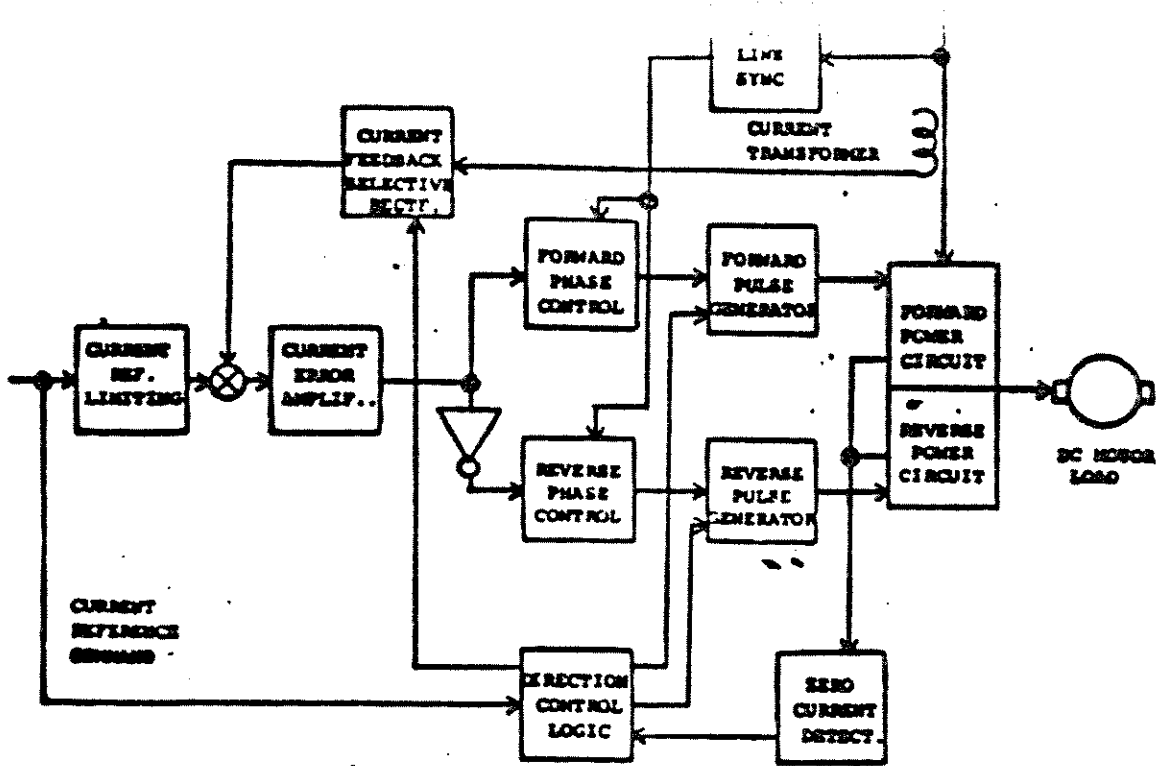 LINE
SYNC
CURRENT
TRANSFORMER
CURRENT
FEEDBACK
SELECTIVE
RECTF.
FORWARD
PHASE
CONTROL
FORWARD
PULSE
GENERATOR
FORWARD
POWER
CIRCUIT
or
REVERSE
POWER
CIRCUIT
CURRENT
REF.
LIMITING
CURRENT
ERROR
AMPLIF..
DC MOTOR
LOAD
REVERSE
PHASE
CONTROL
REVERSE
PULSE
GENERATOR
CURRENT
REFERENCE
DEMAND
DIRECTION
CONTROL
LOGIC
ZERO
CURRENT
DETECT.